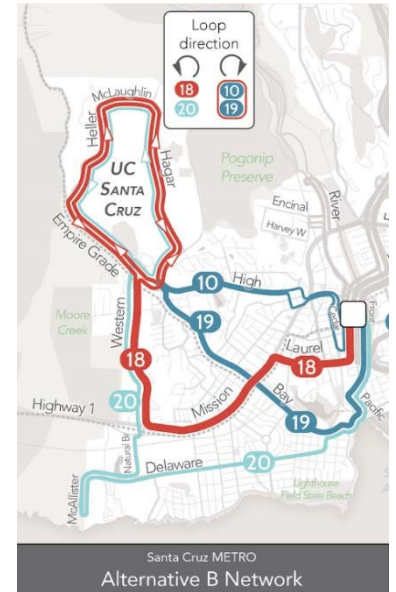 Loop
direction
18
10
20
19
McLaughlin
Heller
Hagar
UC
SANTA
CRUZ
Pogonip
Preserve
Empire Grade
Encinal
River
Harvey W
High
10
Front
Cedar
Moore
Creek
Western
19
Laurel
18
18
Mission
Bay
20
Highway 1
19
Pacific
Natural Br
Delaware
20
McAllister
Lighthouse
Field State Beach
Santa Cruz METRO
Alternative B Network